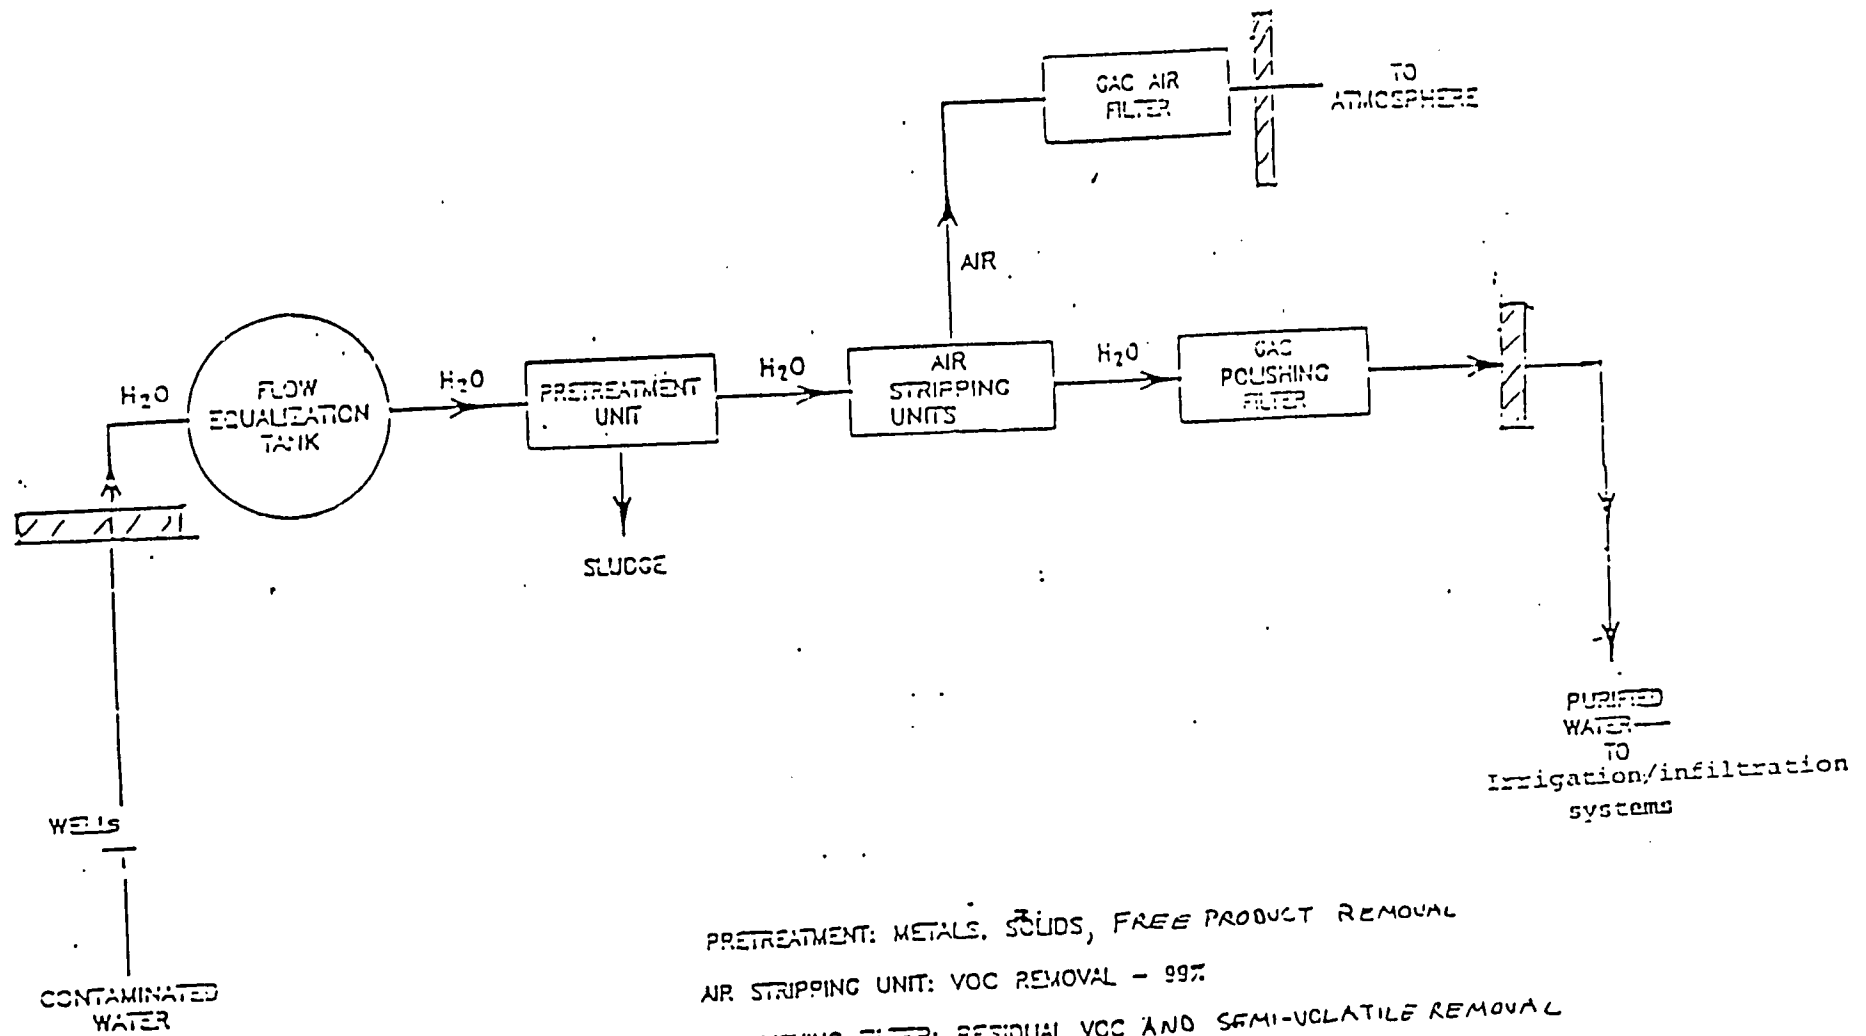 GAC AIR
FILTER
TO
ATMOSPHERE
AIR
H₂O
FLOW
EQUALIZATION
TANK
H₂O
PRETREATMENT
UNIT
H₂O
AIR
STRIPPING
UNITS
H₂O
GAC
POLISHING
FILTER
SLUDGE
PURIFIED
WATER
TO
Irrigation/infiltration
systems
WELLS
CONTAMINATED
WATER
PRETREATMENT: METALS, SOLIDS, FREE PRODUCT REMOVAL
AIR STRIPPING UNIT: VOC REMOVAL - 99%
FILTER: RESIDUAL VOC AND SEMI-VOLATILE REMOVAL